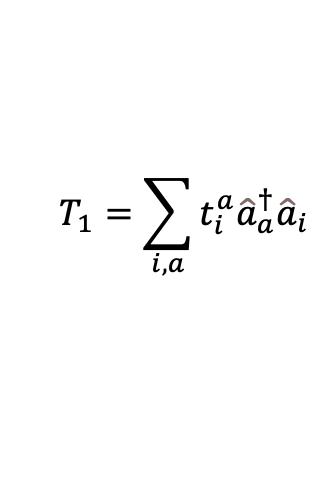 T₁ = ∑_{i,a} t_i^a â_a^† â_i